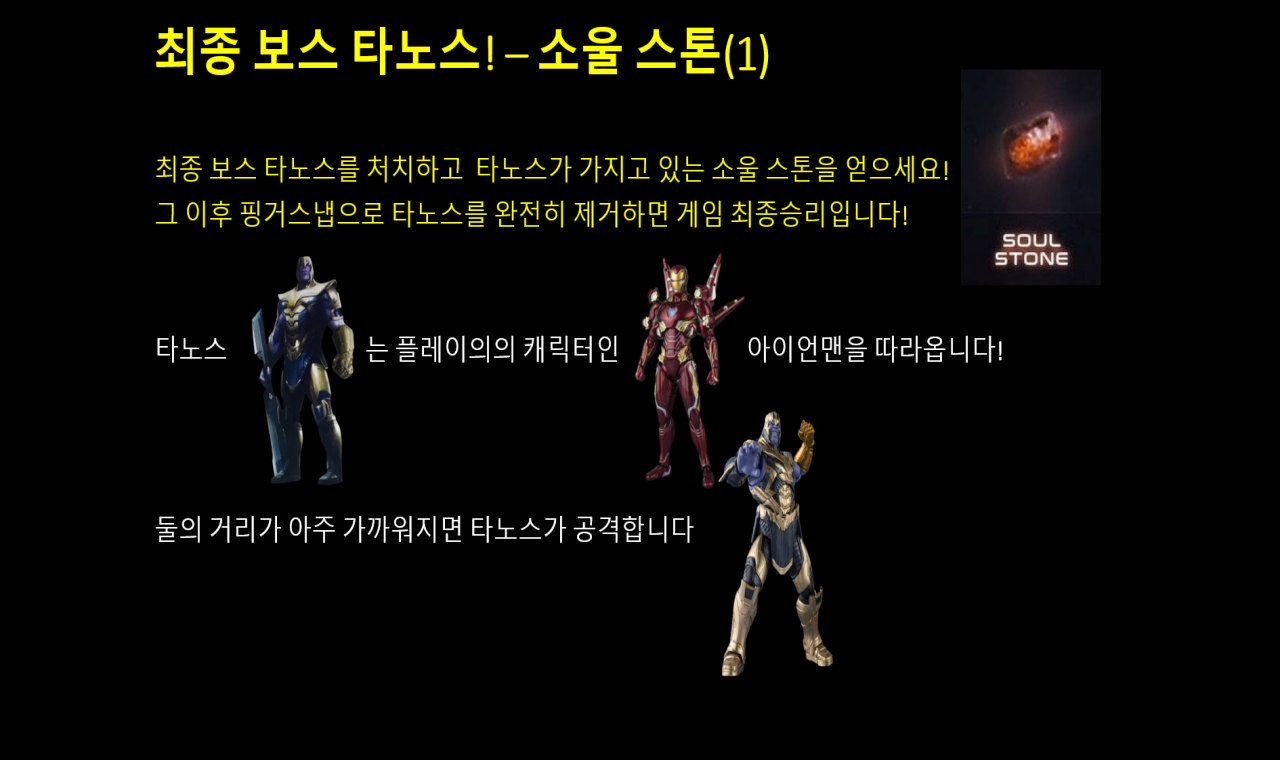 최종 보스 타노스! – 소울 스톤(1)
최종 보스 타노스를 처치하고 타노스가 가지고 있는 소울 스톤을 얻으세요!
그 이후 핑거스냅으로 타노스를 완전히 제거하면 게임 최종승리입니다!
SOUL
STONE
타노스 는 플레이의의 캐릭터인 아이언맨을 따라옵니다!
둘의 거리가 아주 가까워지면 타노스가 공격합니다